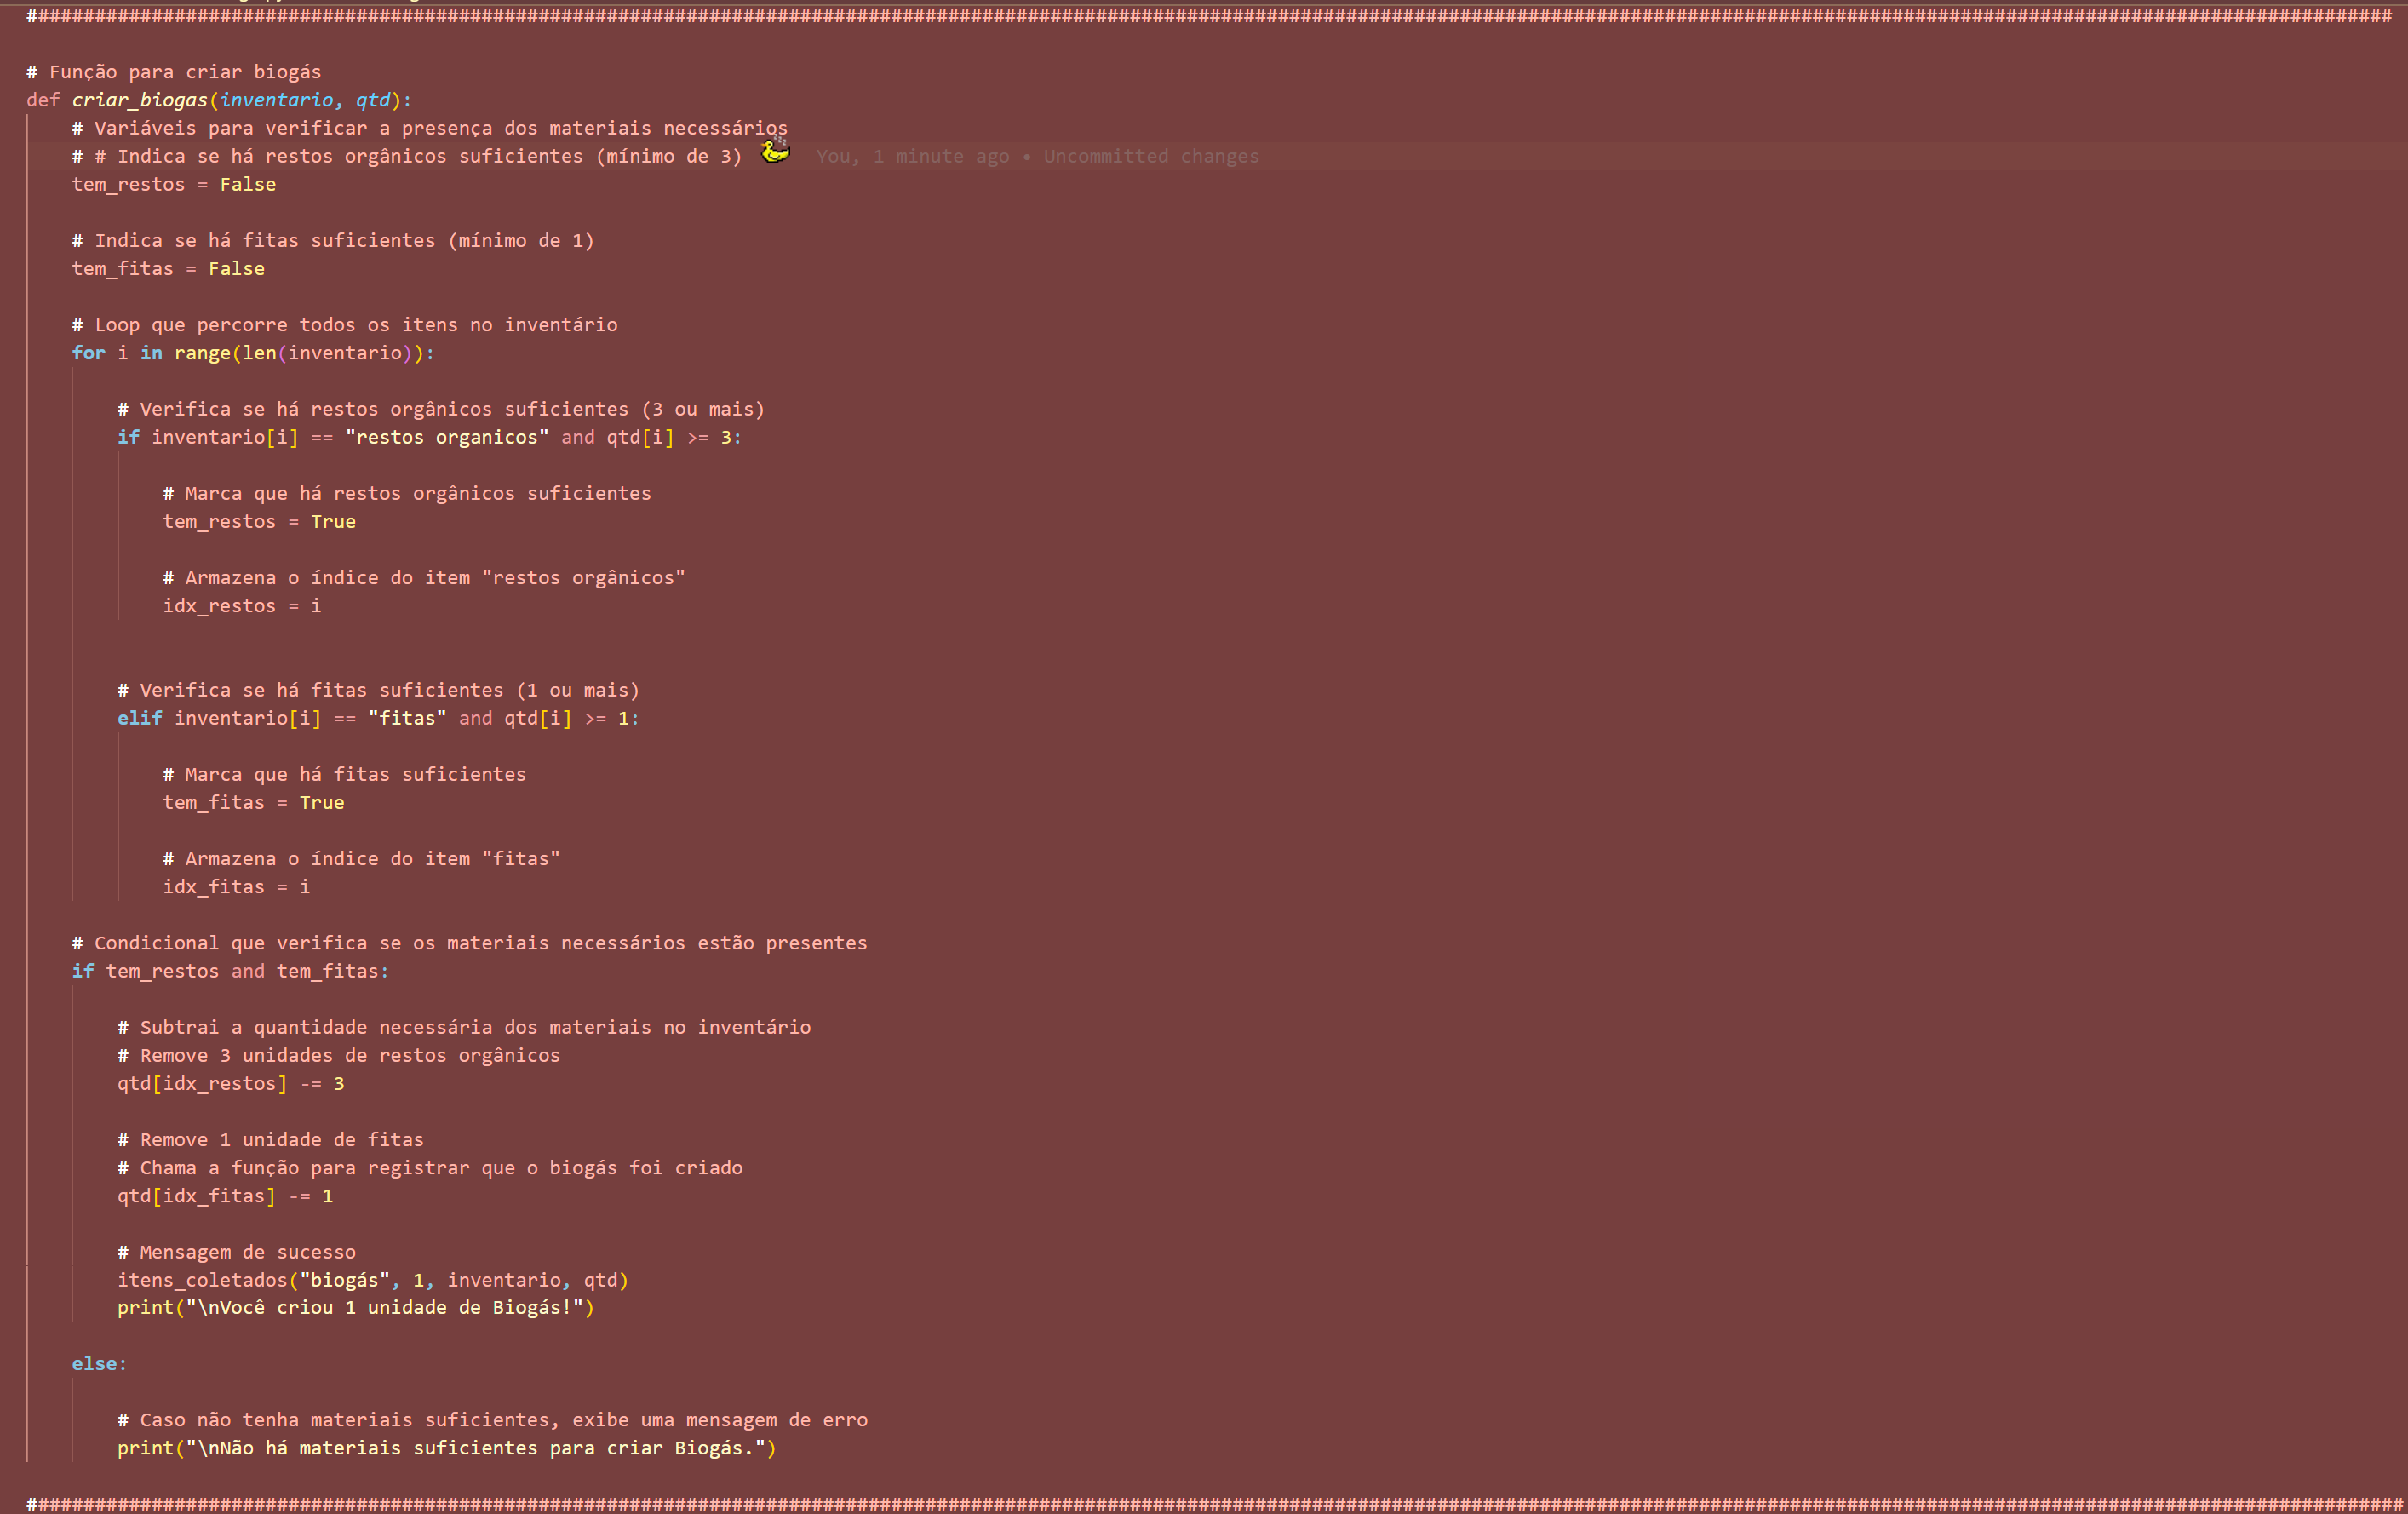 # Função para criar biogás
def criar_biogas(inventario, qtd):
    # Variáveis para verificar a presença dos materiais necessários
    # # Indica se há restos orgânicos suficientes (mínimo de 3) You, 1 minute ago • Uncommitted changes
    tem_restos = False
    # Indica se há fitas suficientes (mínimo de 1)
    tem_fitas = False
    # Loop que percorre todos os itens no inventário
    for i in range(len(inventario)):
        # Verifica se há restos orgânicos suficientes (3 ou mais)
        if inventario[i] == "restos organicos" and qtd[i] >= 3:
            # Marca que há restos orgânicos suficientes
            tem_restos = True
            # Armazena o índice do item "restos orgânicos"
            idx_restos = i
        # Verifica se há fitas suficientes (1 ou mais)
        elif inventario[i] == "fitas" and qtd[i] >= 1:
            # Marca que há fitas suficientes
            tem_fitas = True
            # Armazena o índice do item "fitas"
            idx_fitas = i
    # Condicional que verifica se os materiais necessários estão presentes
    if tem_restos and tem_fitas:
        # Subtrai a quantidade necessária dos materiais no inventário
        # Remove 3 unidades de restos orgânicos
        qtd[idx_restos] -= 3
        # Remove 1 unidade de fitas
        # Chama a função para registrar que o biogás foi criado
        qtd[idx_fitas] -= 1
        # Mensagem de sucesso
        itens_coletados("biogás", 1, inventario, qtd)
        print("\nVocê criou 1 unidade de Biogás!")
    else:
        # Caso não tenha materiais suficientes, exibe uma mensagem de erro
        print("\nNão há materiais suficientes para criar Biogás.")